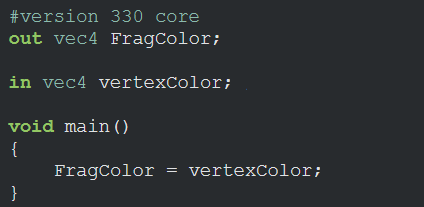 #version 330 core
out vec4 FragColor;
in vec4 vertexColor;
void main()
{
    FragColor = vertexColor;
}